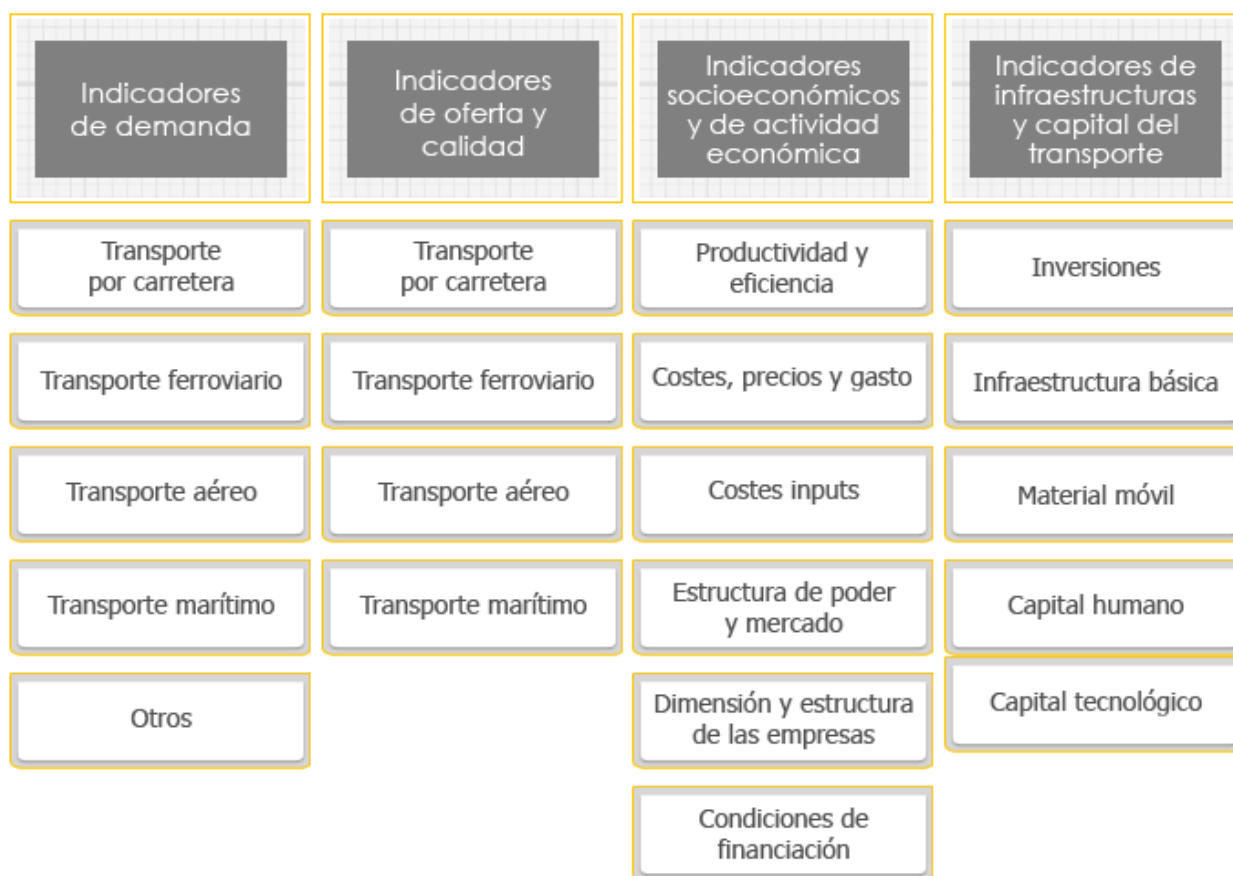 Indicadores
de demanda
Transporte
por carretera
Transporte ferroviario
Transporte aéreo
Transporte marítimo
Otros
Indicadores
de oferta y
calidad
Transporte
por carretera
Transporte ferroviario
Transporte aéreo
Transporte marítimo
Indicadores
socioeconómicos
y de actividad
económica
Productividad y
eficiencia
Costes, precios y gasto
Costes inputs
Estructura de poder
y mercado
Dimensión y estructura
de las empresas
Condiciones de
financiación
Indicadores de
infraestructuras
y capital del
transporte
Inversiones
Infraestructura básica
Material móvil
Capital humano
Capital tecnológico